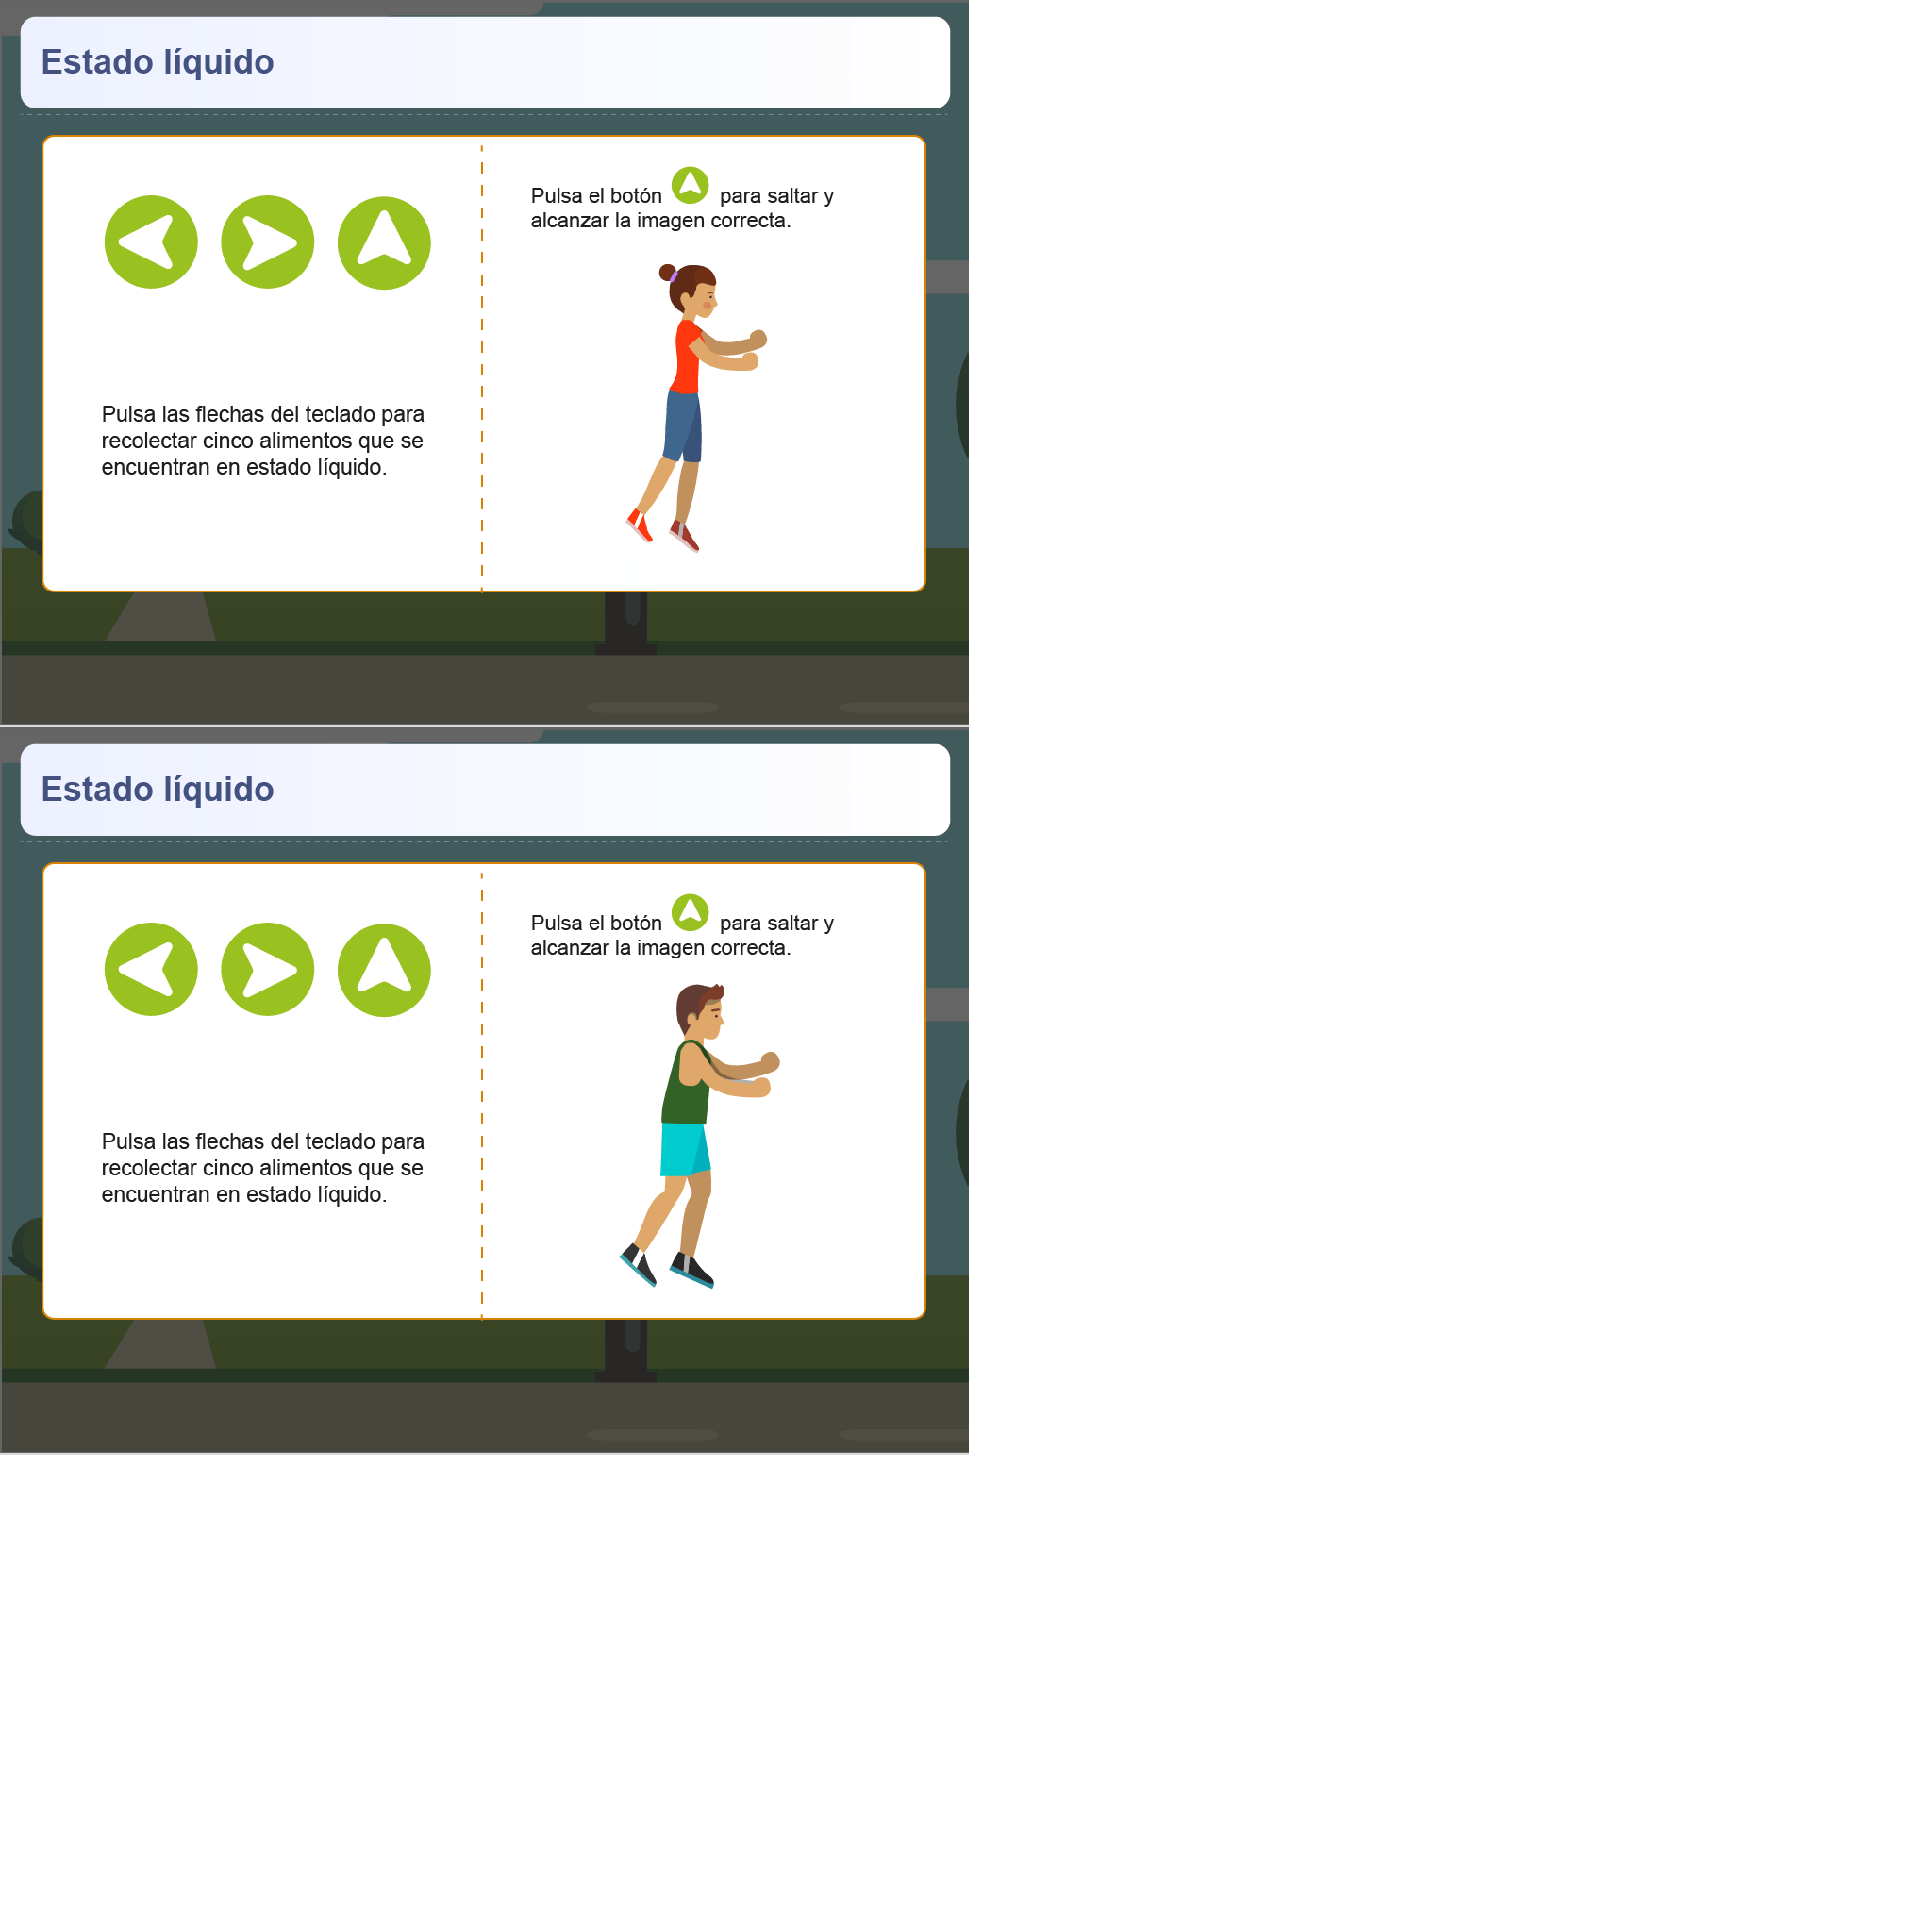 Estado líquido
Pulsa el botón para saltar y
alcanzar la imagen correcta.
Pulsa las flechas del teclado para
recolectar cinco alimentos que se
encuentran en estado líquido.
Estado líquido
Pulsa el botón para saltar y
alcanzar la imagen correcta.
Pulsa las flechas del teclado para
recolectar cinco alimentos que se
encuentran en estado líquido.